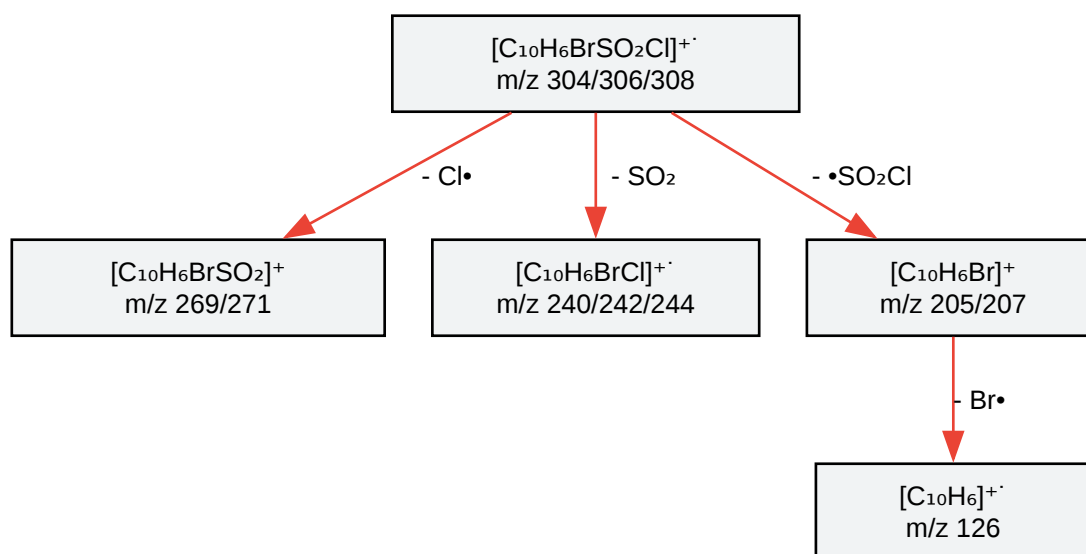 [C₁₀H₆BrSO₂Cl]⁺˙
m/z 304/306/308
- Cl•
- SO₂
- •SO₂Cl
[C₁₀H₆BrSO₂]⁺
m/z 269/271
[C₁₀H₆BrCl]⁺˙
m/z 240/242/244
[C₁₀H₆Br]⁺
m/z 205/207
- Br•
[C₁₀H₆]⁺˙
m/z 126